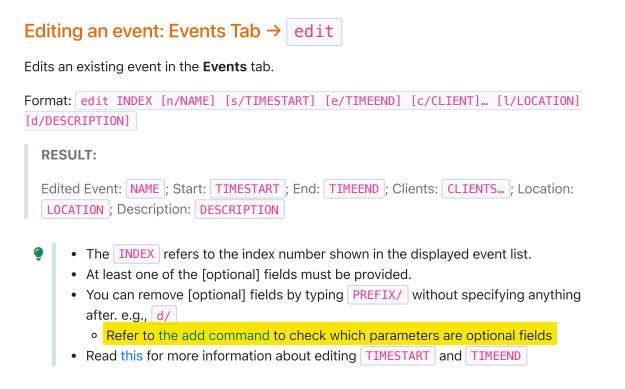 Editing an event: Events Tab → edit
Edits an existing event in the Events tab.
Format: edit INDEX [n/NAME] [s/TIMESTART] [e/TIMEEND] [c/CLIENT]… [l/LOCATION]
[d/DESCRIPTION]
RESULT:
Edited Event: NAME; Start: TIMESTART; End: TIMEEND; Clients: CLIENTS…; Location:
LOCATION; Description: DESCRIPTION
The INDEX refers to the index number shown in the displayed event list.
At least one of the [optional] fields must be provided.
You can remove [optional] fields by typing PREFIX/ without specifying anything
after. e.g., d/
Refer to the add command to check which parameters are optional fields
Read this for more information about editing TIMESTART and TIMEEND